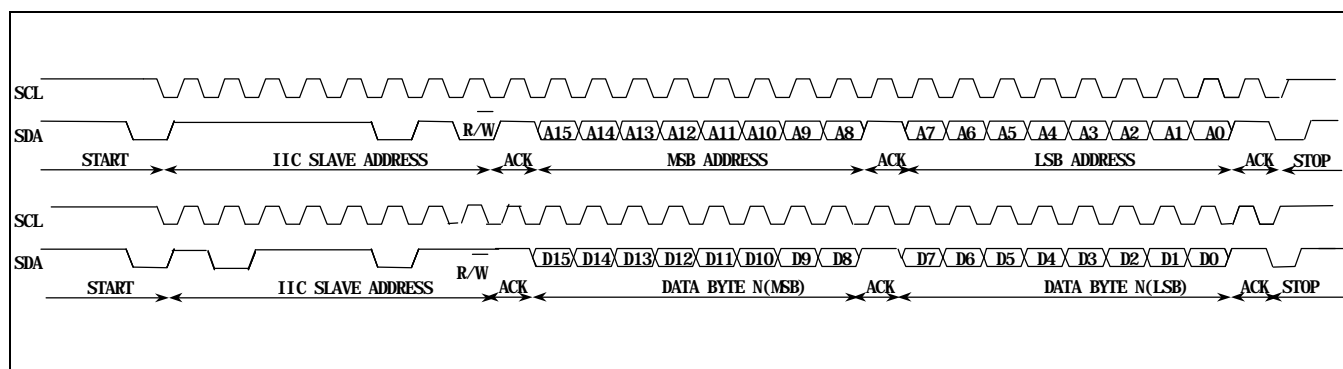 SCL
SDA R/W A15 A14 A13 A12 A11 A10 A9 A8 A7 A6 A5 A4 A3 A2 A1 A0
START IIC SLAVE ADDRESS ACK MSB ADDRESS ACK LSB ADDRESS ACK STOP
SCL
SDA R/W D15 D14 D13 D12 D11 D10 D9 D8 D7 D6 D5 D4 D3 D2 D1 D0
START IIC SLAVE ADDRESS ACK DATA BYTE N(MSB) ACK DATA BYTE N(LSB) ACK STOP